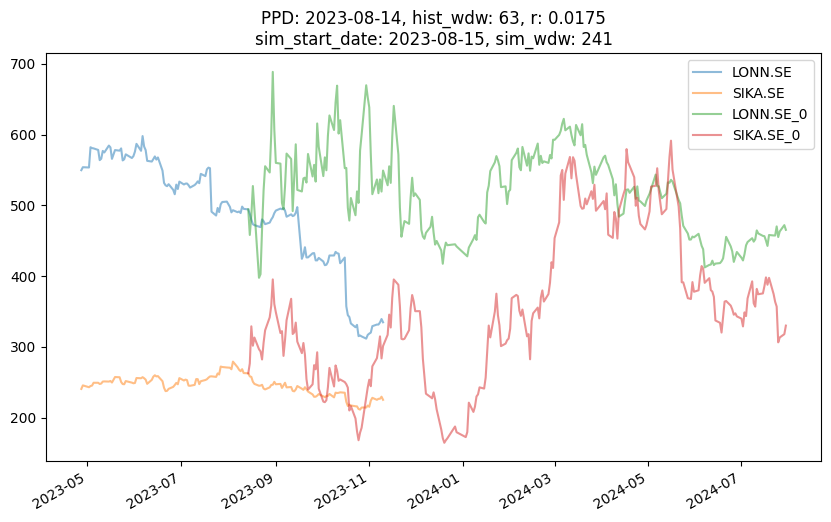 PPD: 2023-08-14, hist_wdw: 63, r: 0.0175
sim_start_date: 2023-08-15, sim_wdw: 241
700
600
500
400
300
200
LONN.SE
SIKA.SE
LONN.SE_0
SIKA.SE_0
2023-05
2023-07
2023-09
2023-11
2024-01
2024-03
2024-05
2024-07